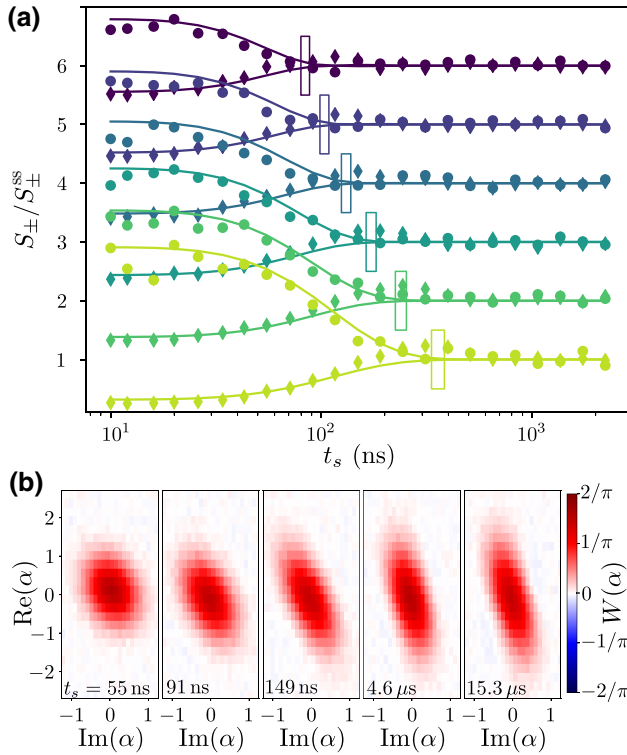 (a)
6
5
4
3
2
1
S±/S±^ss
10^1
10^2
10^3
t_s (ns)
(b)
2
1
0
−1
−2
Re(α)
t_s = 55 ns
91 ns
149 ns
4.6 μs
15.3 μs
−1 0 1
−1 0 1
−1 0 1
−1 0 1
−1 0 1
Im(α)
Im(α)
Im(α)
Im(α)
Im(α)
2/π
1/π
0
−1/π
−2/π
W(α)